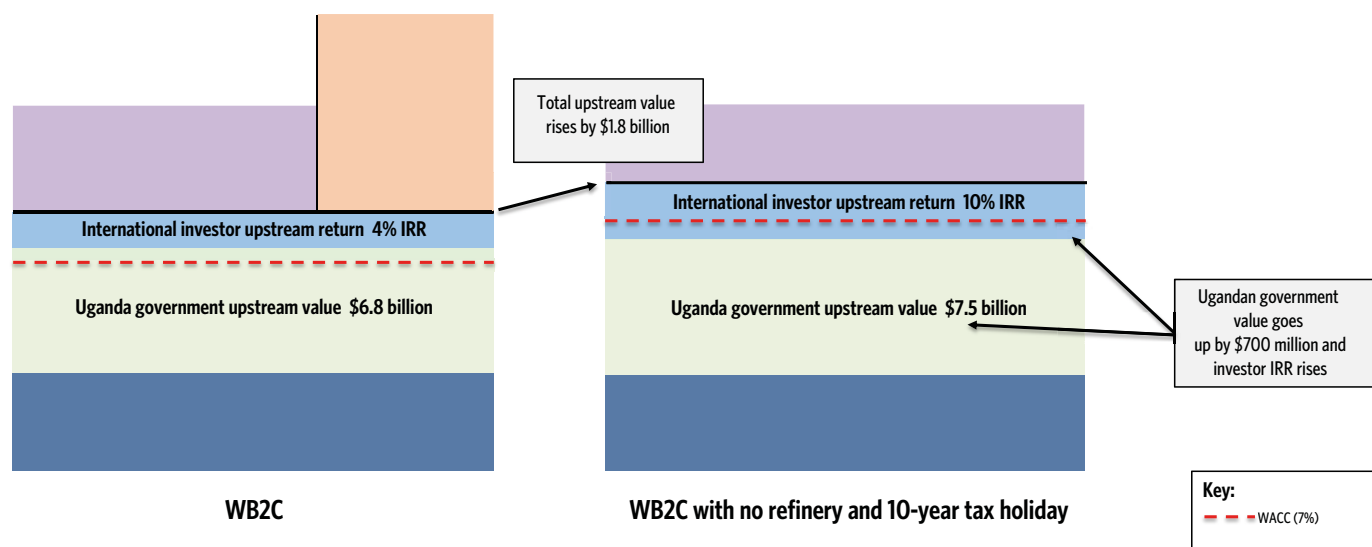 Total upstream value
rises by $1.8 billion
International investor upstream return 4% IRR
International investor upstream return 10% IRR
Uganda government upstream value $6.8 billion
Uganda government upstream value $7.5 billion
Ugandan government
value goes
up by $700 million and
investor IRR rises
WB2C
WB2C with no refinery and 10-year tax holiday
Key:
WACC (7%)